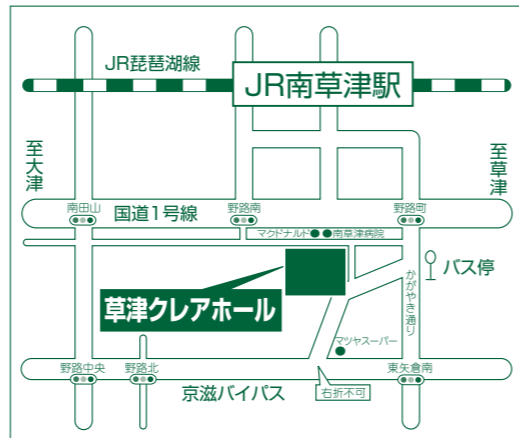 JR琵琶湖線
JR南草津駅
至大津
至草津
南田山
国道1号線
野路南
野路町
マクドナルド
南草津病院
バス停
かがやき通り
草津クレアホール
マツヤスーパー
野路中央
野路北
京滋バイパス
右折不可
東矢倉南